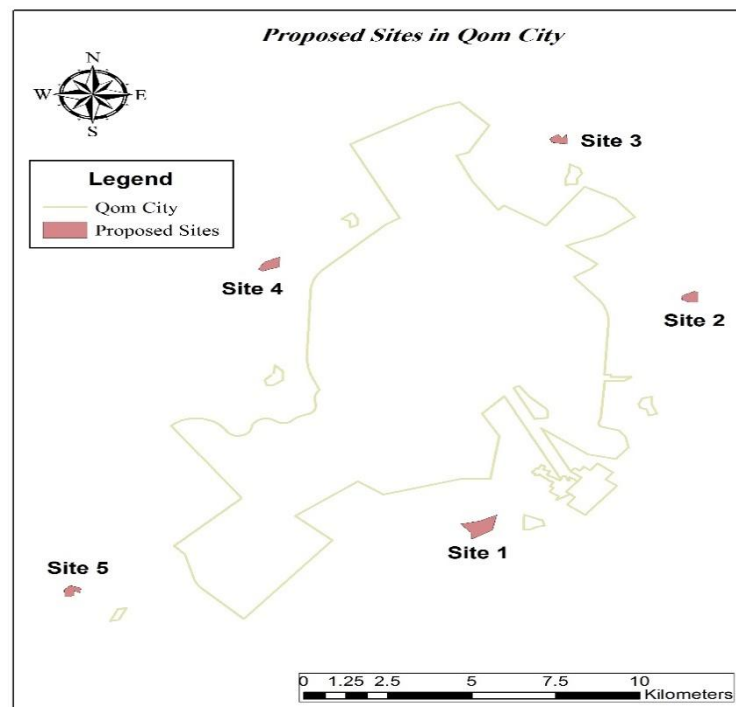 Proposed Sites in Qom City
N
W E
S
Legend
Qom City
Proposed Sites
Site 3
Site 4
Site 2
Site 1
Site 5
0 1.25 2.5 5 7.5 10
Kilometers